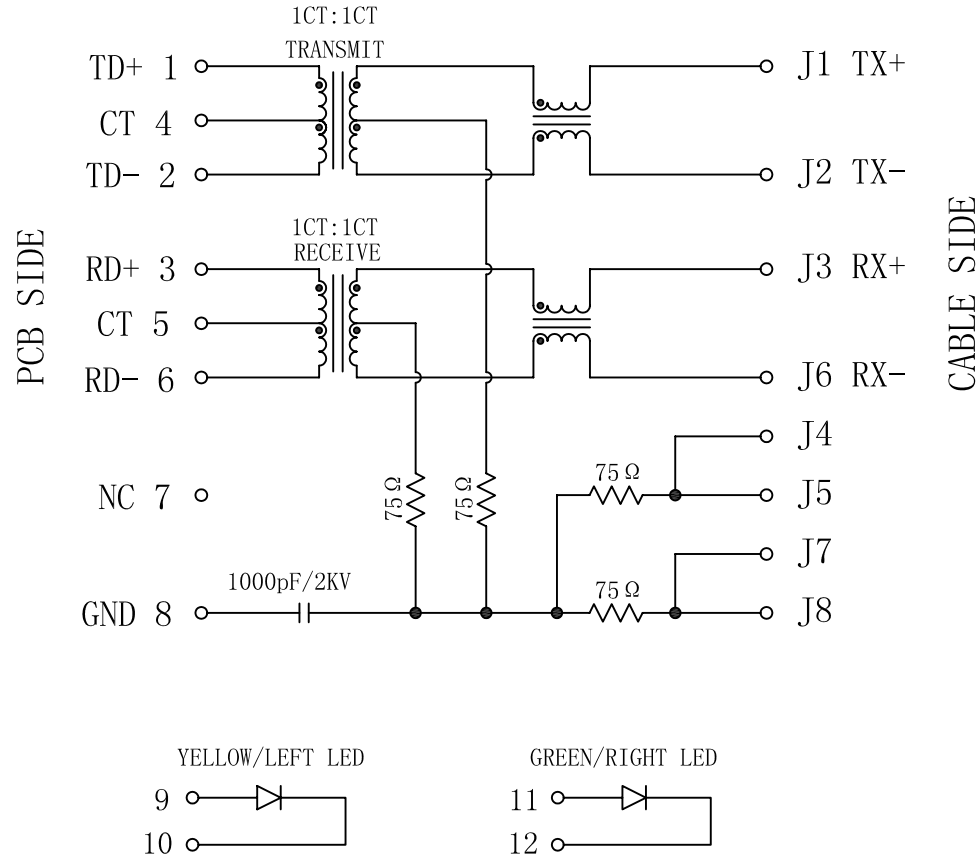 1CT:1CT
TRANSMIT
TD+ 1
J1 TX+
CT 4
TD- 2
J2 TX-
1CT:1CT
RECEIVE
RD+ 3
J3 RX+
CT 5
RD- 6
J6 RX-
PCB SIDE
CABLE SIDE
J4
NC 7
75Ω
75Ω
75Ω
J5
J7
1000pF/2KV
75Ω
GND 8
J8
YELLOW/LEFT LED
GREEN/RIGHT LED
9
11
10
12